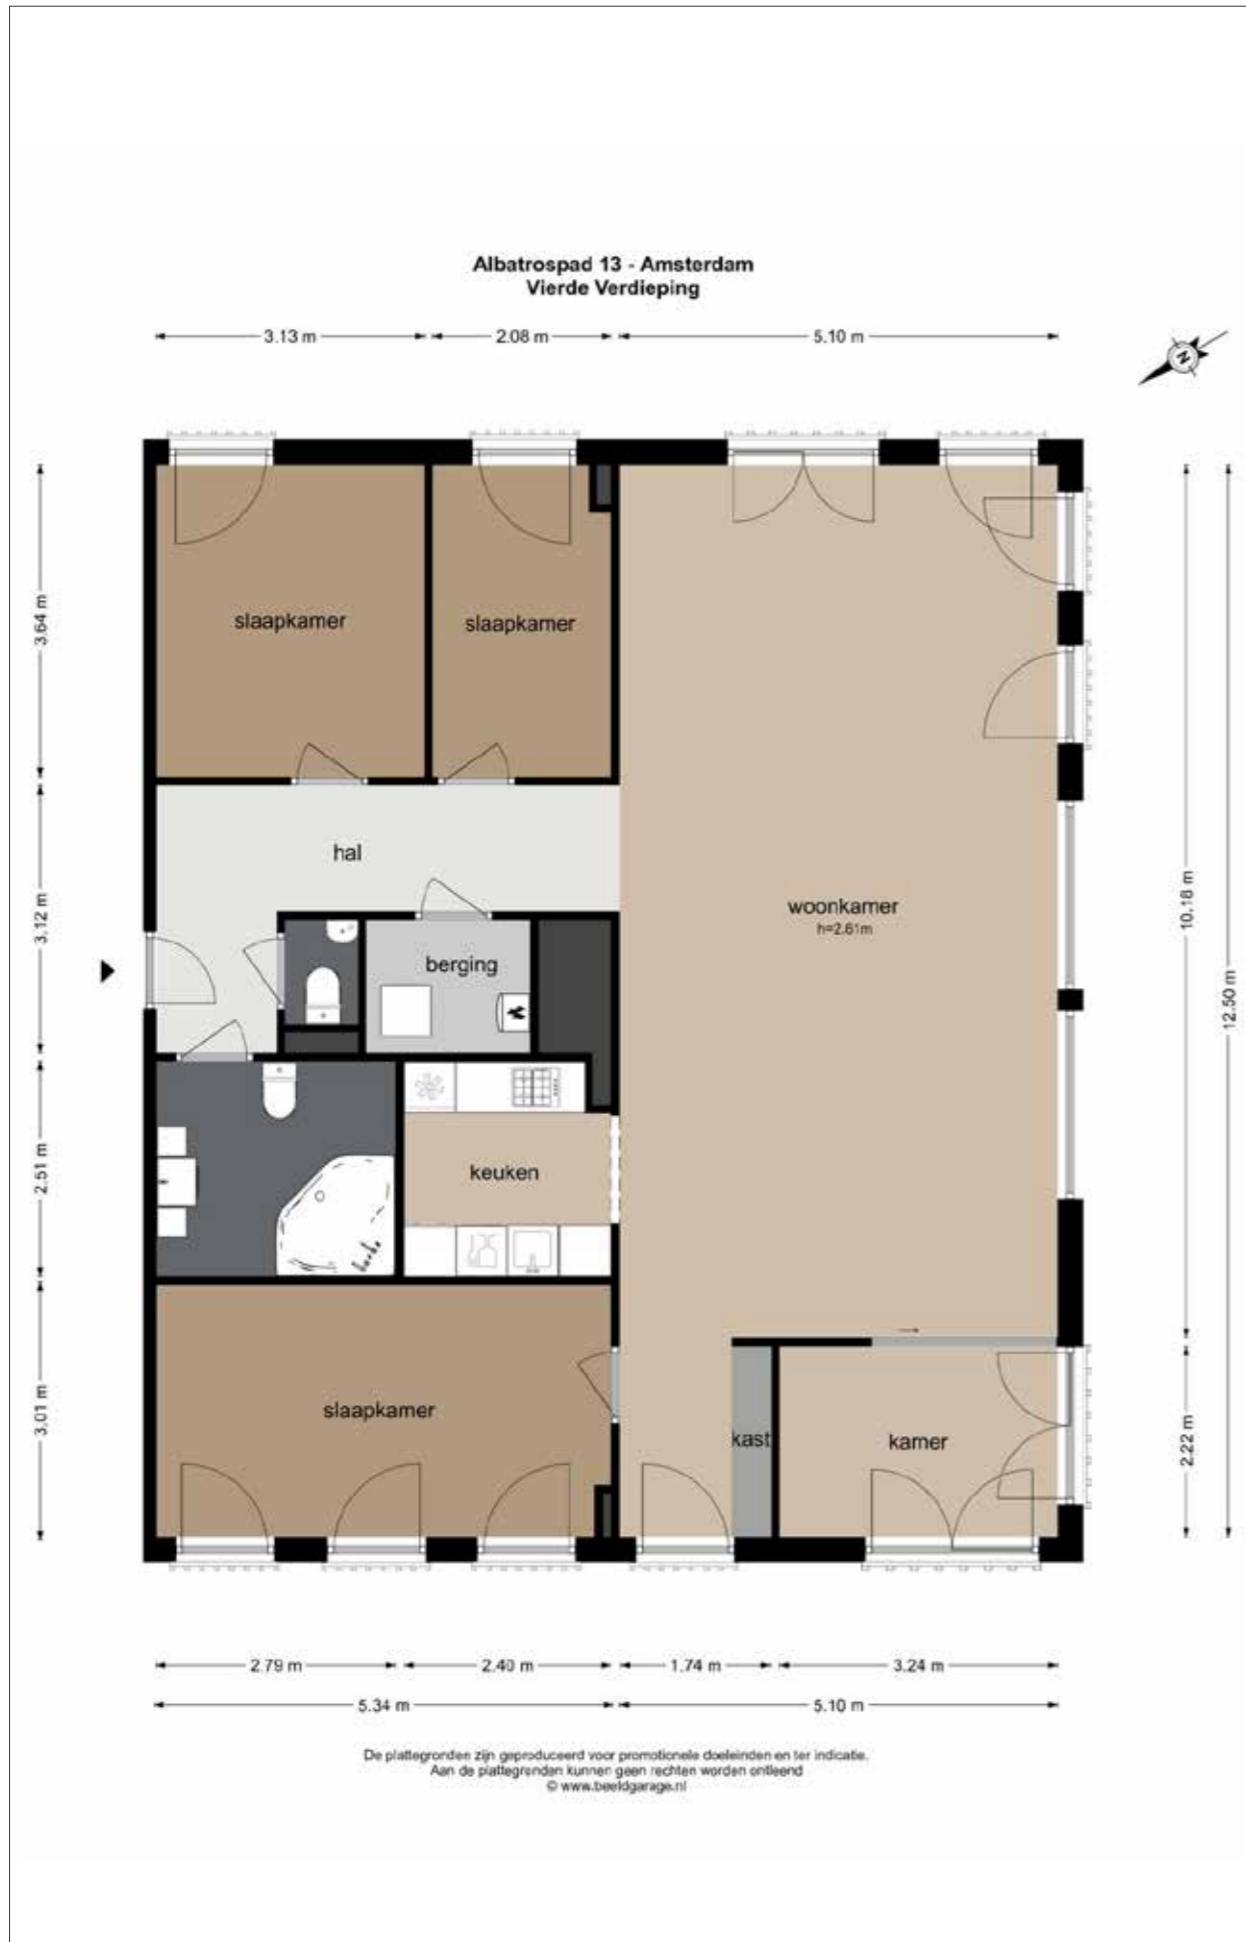 Albatrospad 13 - Amsterdam
Vierde Verdieping
3.13 m
2.08 m
5.10 m
N
3.64 m
slaapkamer
slaapkamer
hal
3.12 m
berging
woonkamer
h=2.61m
10.18 m
12.50 m
2.51 m
keuken
3.01 m
slaapkamer
kast
kamer
2.22 m
2.79 m
2.40 m
1.74 m
3.24 m
5.34 m
5.10 m
De plattegronden zijn geproduceerd voor promotionele doeleinden en ter indicatie.
Aan de plattegronden kunnen geen rechten worden ontleend
© www.beeldgarage.nl